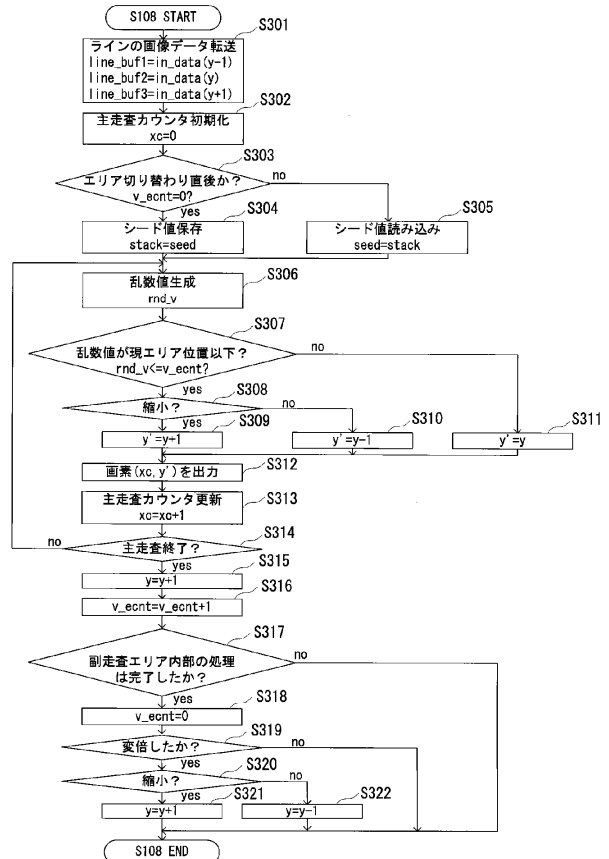 S108 START
S301
ラインの画像データ転送
line_buf1=in_data(y-1)
line_buf2=in_data(y)
line_buf3=in_data(y+1)
S302
主走査カウンタ初期化
xc=0
S303
エリア切り替わり直後か?
v_ecnt=0?
no
yes
S304
シード値保存
stack=seed
S305
シード値読み込み
seed=stack
S306
乱数値生成
rnd_v
S307
乱数値が現エリア位置以下?
rnd_v<=v_ecnt?
no
yes
S308
縮小?
no
yes
S309
y'=y+1
S310
y'=y-1
S311
y'=y
S312
画素(xc,y')を出力
S313
主走査カウンタ更新
xc=xc+1
S314
主走査終了?
no
yes
S315
y=y+1
S316
v_ecnt=v_ecnt+1
S317
副走査エリア内部の処理
は完了したか?
no
yes
S318
v_ecnt=0
S319
変倍したか?
no
yes
S320
縮小?
no
yes
S321
y=y+1
S322
y=y-1
S108 END